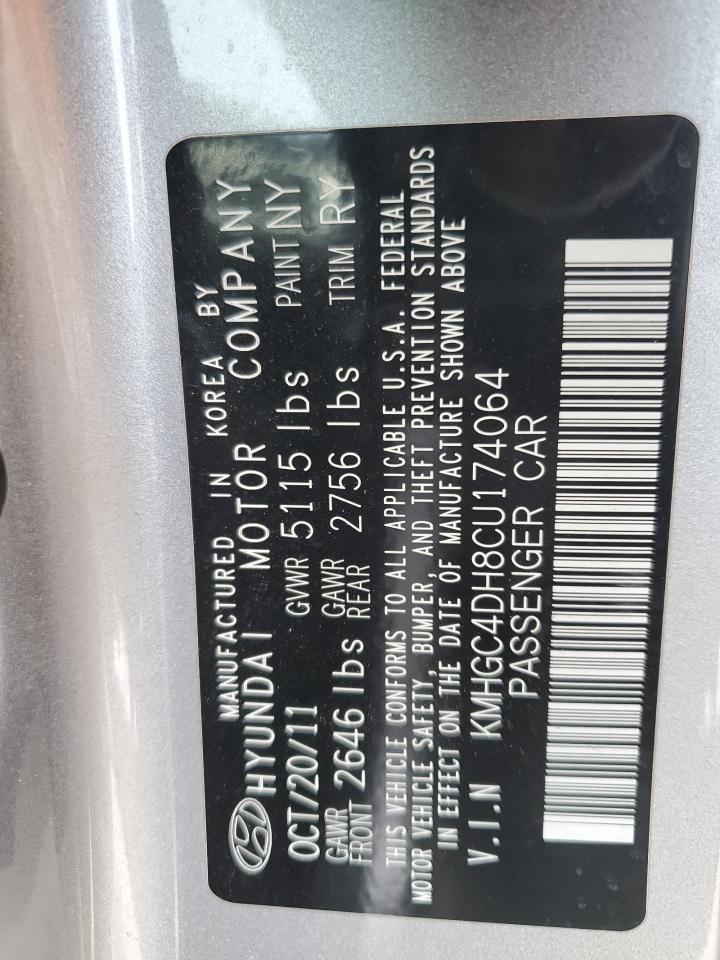 MANUFACTURED IN KOREA BY
HYUNDAI MOTOR COMPANY
OCT/20/11 GVWR 5115 lbs PAINT NY
GAWR FRONT 2646 lbs GAWR REAR 2756 lbs TRIM RY
THIS VEHICLE CONFORMS TO ALL APPLICABLE U.S.A. FEDERAL
MOTOR VEHICLE SAFETY, BUMPER, AND THEFT PREVENTION STANDARDS
IN EFFECT ON THE DATE OF MANUFACTURE SHOWN ABOVE
V.I.N KMHGC4DH8CU174064
PASSENGER CAR